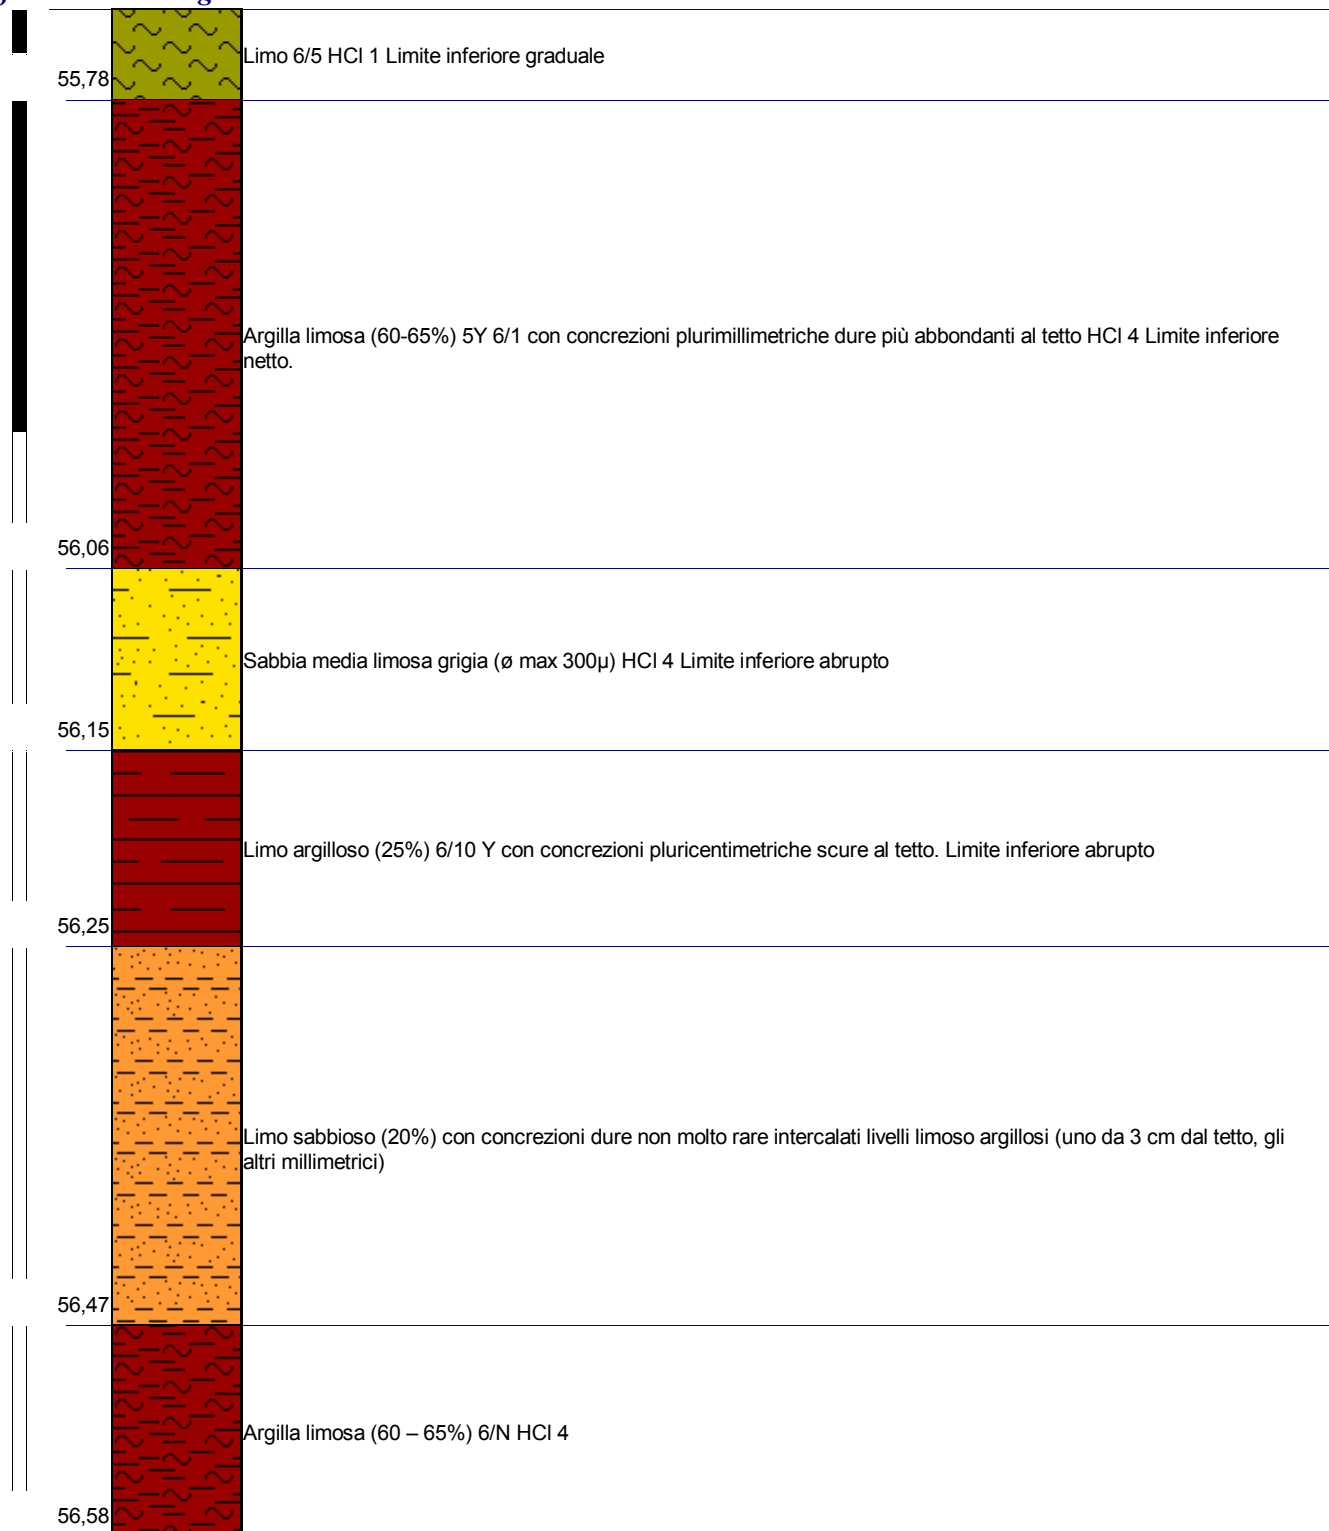 Limo 6/5 HCl 1 Limite inferiore graduale
55,78
Argilla limosa (60-65%) 5Y 6/1 con concrezioni plurimillimetriche dure più abbondanti al tetto HCl 4 Limite inferiore
netto.
56,06
Sabbia media limosa grigia (ø max 300µ) HCl 4 Limite inferiore abrupto
56,15
Limo argilloso (25%) 6/10 Y con concrezioni pluricentimetriche scure al tetto. Limite inferiore abrupto
56,25
Limo sabbioso (20%) con concrezioni dure non molto rare intercalati livelli limoso argillosi (uno da 3 cm dal tetto, gli
altri millimetrici)
56,47
Argilla limosa (60 – 65%) 6/N HCl 4
56,58